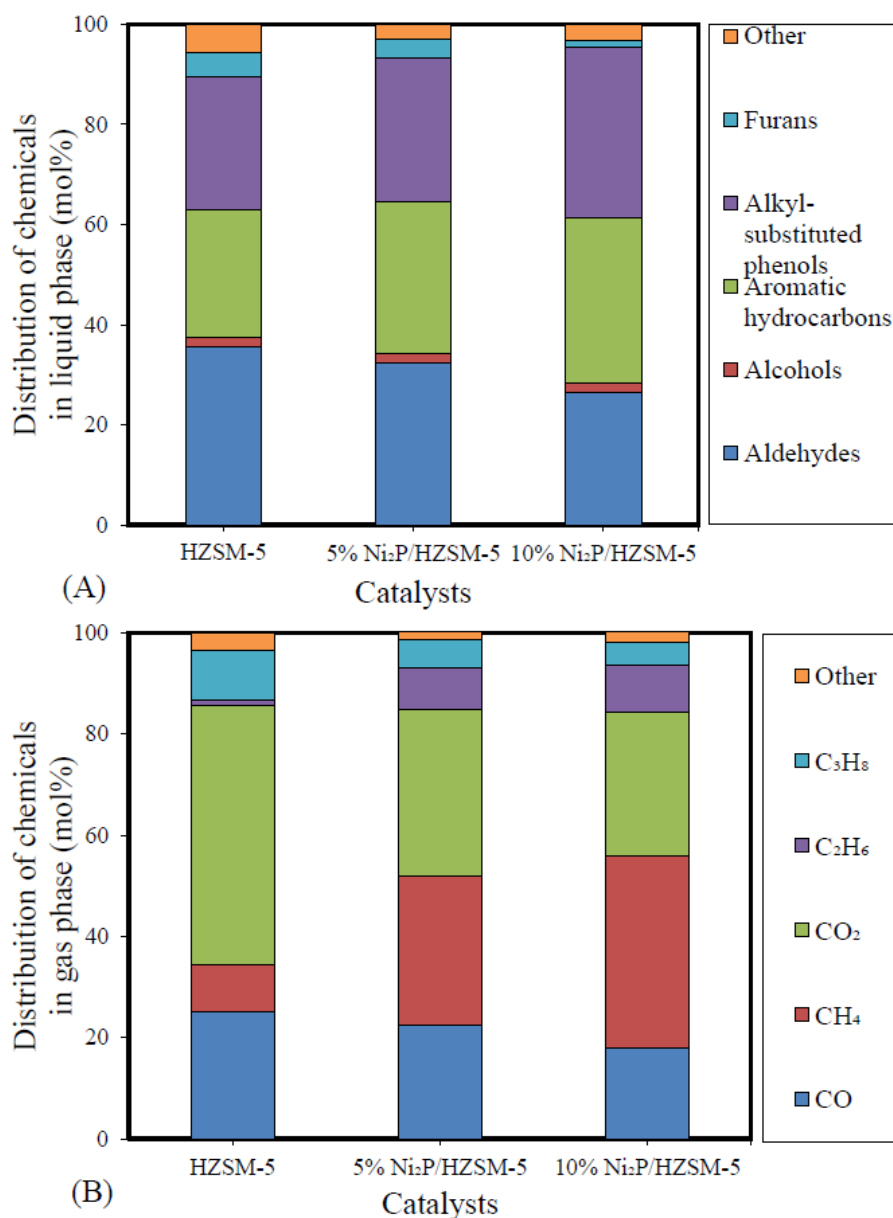 Distribution of chemicals
in liquid phase (mol%)
100
80
60
40
20
0
HZSM-5
5% Ni₂P/HZSM-5
10% Ni₂P/HZSM-5
Catalysts
(A)
Other
Furans
Alkyl-
substituted
phenols
Aromatic
hydrocarbons
Alcohols
Aldehydes
Distribuition of chemicals
in gas phase (mol%)
100
80
60
40
20
0
HZSM-5
5% Ni₂P/HZSM-5
10% Ni₂P/HZSM-5
Catalysts
(B)
Other
C₃H₈
C₂H₆
CO₂
CH₄
CO